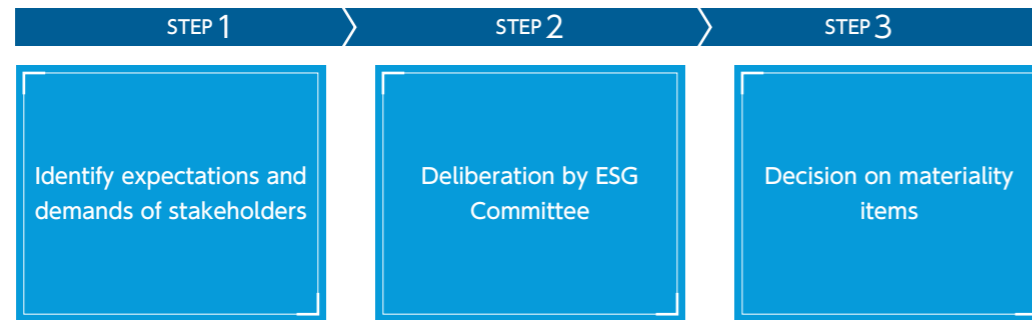 STEP 1
STEP 2
STEP 3
Identify expectations and
demands of stakeholders
Deliberation by ESG
Committee
Decision on materiality
items